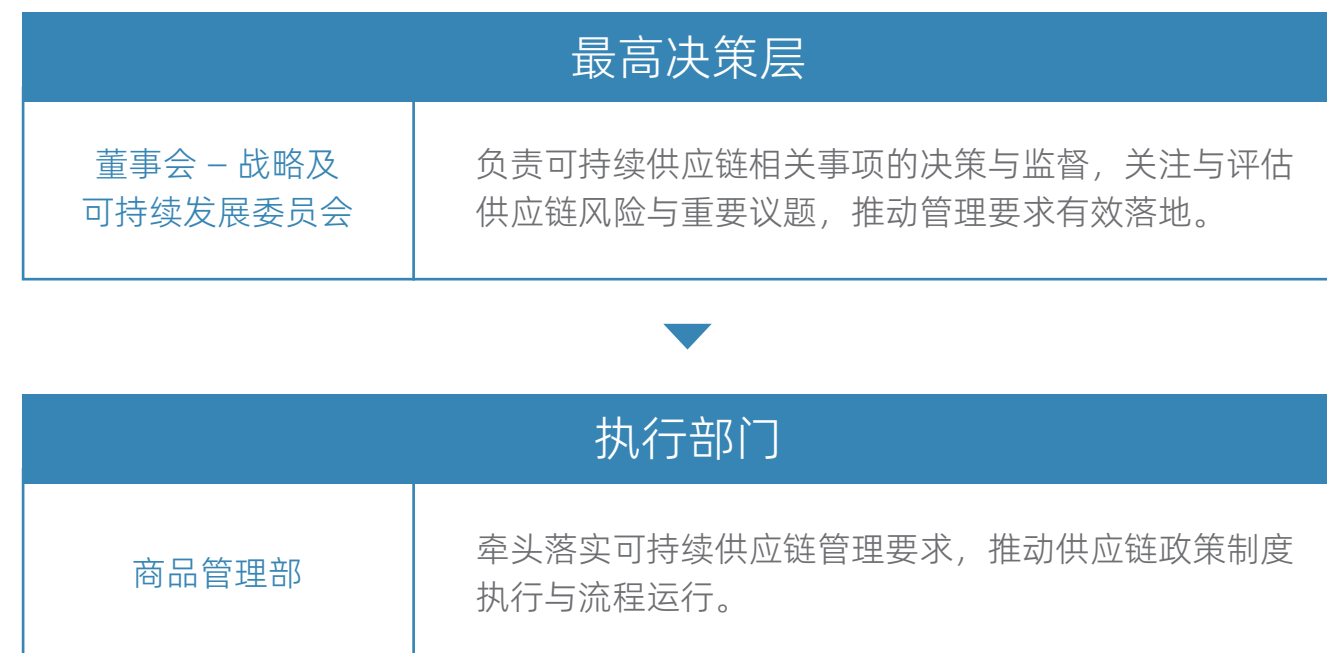 最高决策层
董事会 – 战略及
可持续发展委员会
负责可持续供应链相关事项的决策与监督，关注与评估
供应链风险与重要议题，推动管理要求有效落地。
执行部门
商品管理部
牵头落实可持续供应链管理要求，推动供应链政策制度
执行与流程运行。